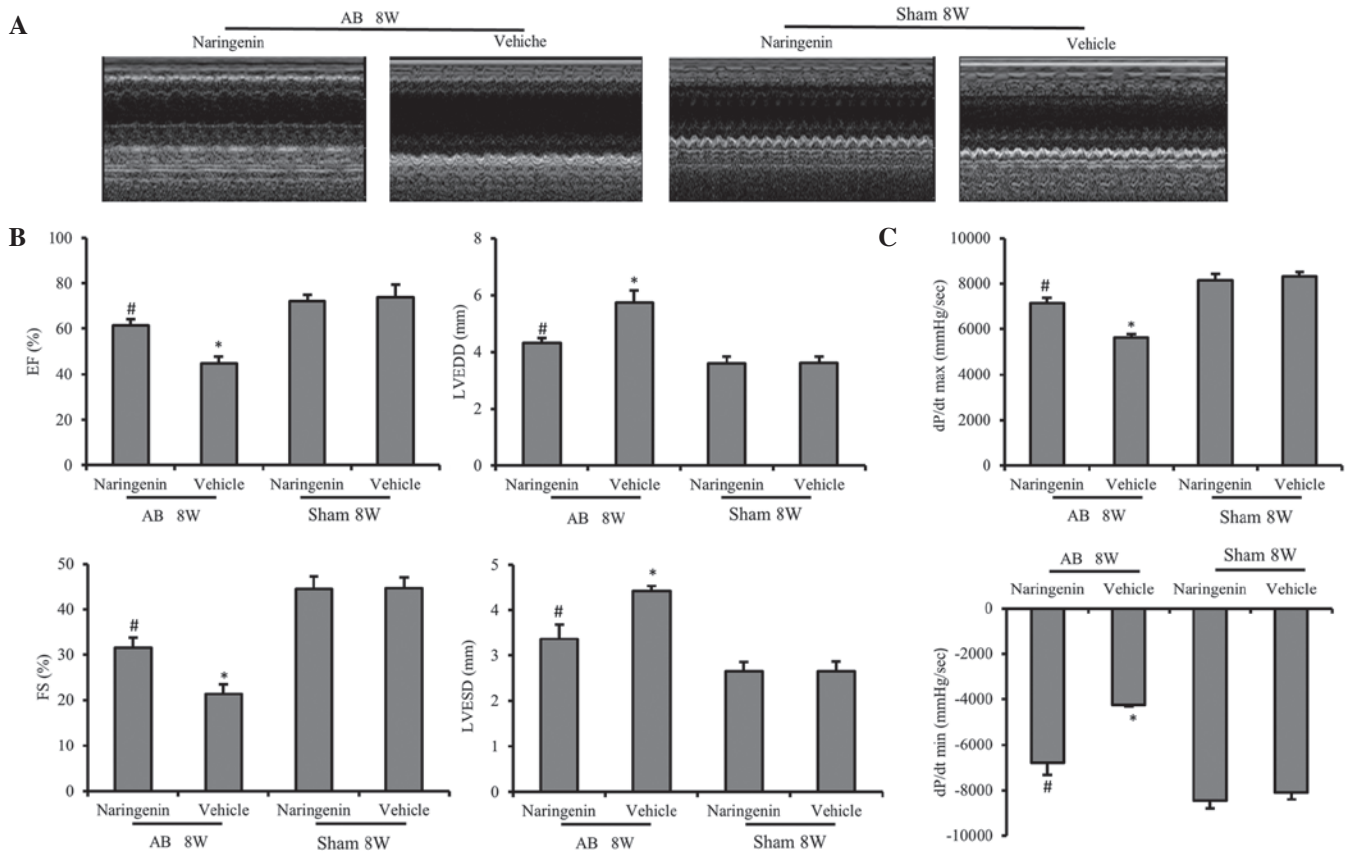 A
AB 8W
Sham 8W
Naringenin
Vehiche
Naringenin
Vehicle
B
100
80
60
40
20
0
EF (%)
#
*
Naringenin
Vehicle
Naringenin
Vehicle
AB 8W
Sham 8W
8
6
4
2
0
LVEDD (mm)
#
*
Naringenin
Vehicle
Naringenin
Vehicle
AB 8W
Sham 8W
C
10000
8000
6000
4000
2000
0
dP/dt max (mmHg/sec)
#
*
Naringenin
Vehicle
Naringenin
Vehicle
AB 8W
Sham 8W
50
40
30
20
10
0
FS (%)
#
*
Naringenin
Vehicle
Naringenin
Vehicle
AB 8W
Sham 8W
5
4
3
2
1
0
LVESD (mm)
#
*
Naringenin
Vehicle
Naringenin
Vehicle
AB 8W
Sham 8W
AB 8W
Sham 8W
Naringenin
Vehicle
Naringenin
Vehicle
0
-2000
-4000
-6000
-8000
-10000
dP/dt min (mmHg/sec)
#
*